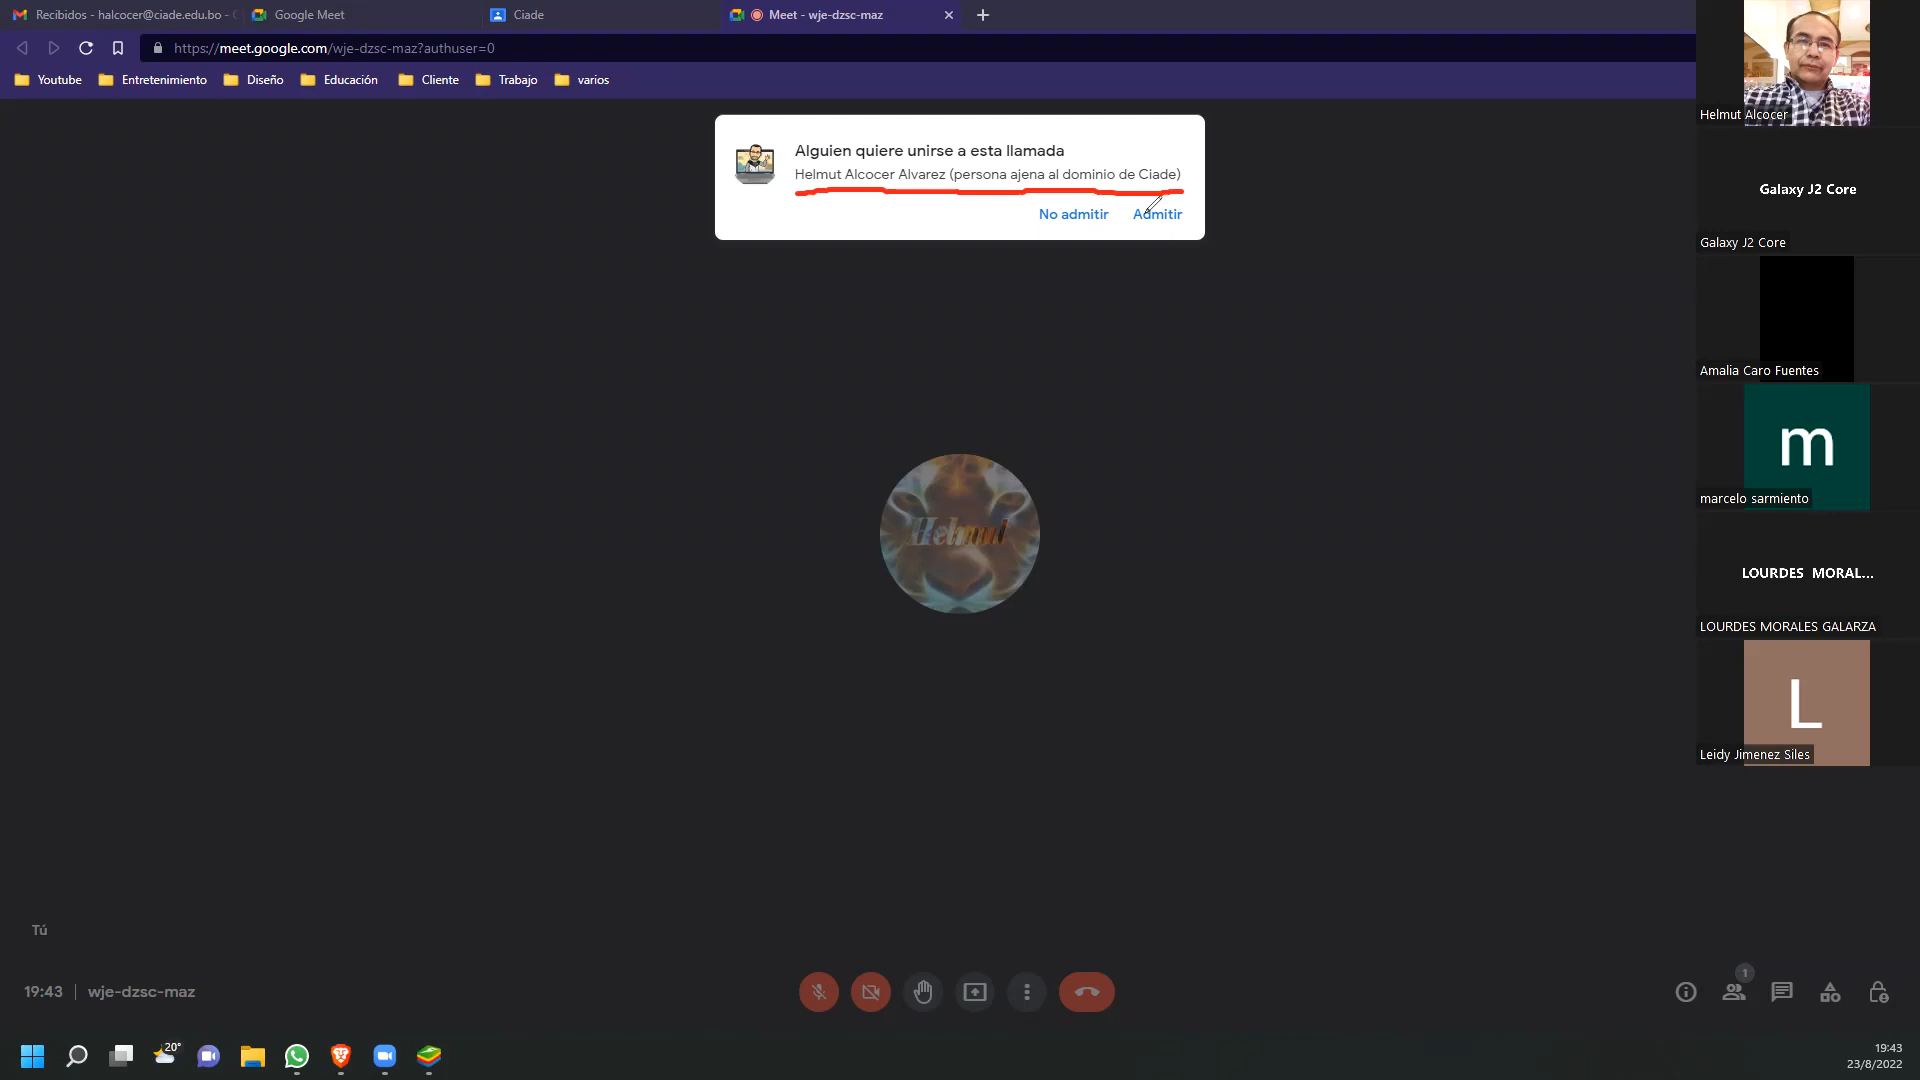 Recibidos - halcocer@ciade.edu.bo -
Google Meet
Ciade
Meet - wje-dzsc-maz
https://meet.google.com/wje-dzsc-maz?authuser=0
Youtube
Entretenimiento
Diseño
Educación
Cliente
Trabajo
varios
Alguien quiere unirse a esta llamada
Helmut Alcocer Alvarez (persona ajena al dominio de Ciade)
No admitir
Admitir
Helmut
Helmut Alcocer
Galaxy J2 Core
Galaxy J2 Core
Amalia Caro Fuentes
m
marcelo sarmiento
LOURDES MORAL...
LOURDES MORALES GALARZA
L
Leidy Jimenez Siles
Tú
19:43 | wje-dzsc-maz
1
20°
19:43
23/8/2022